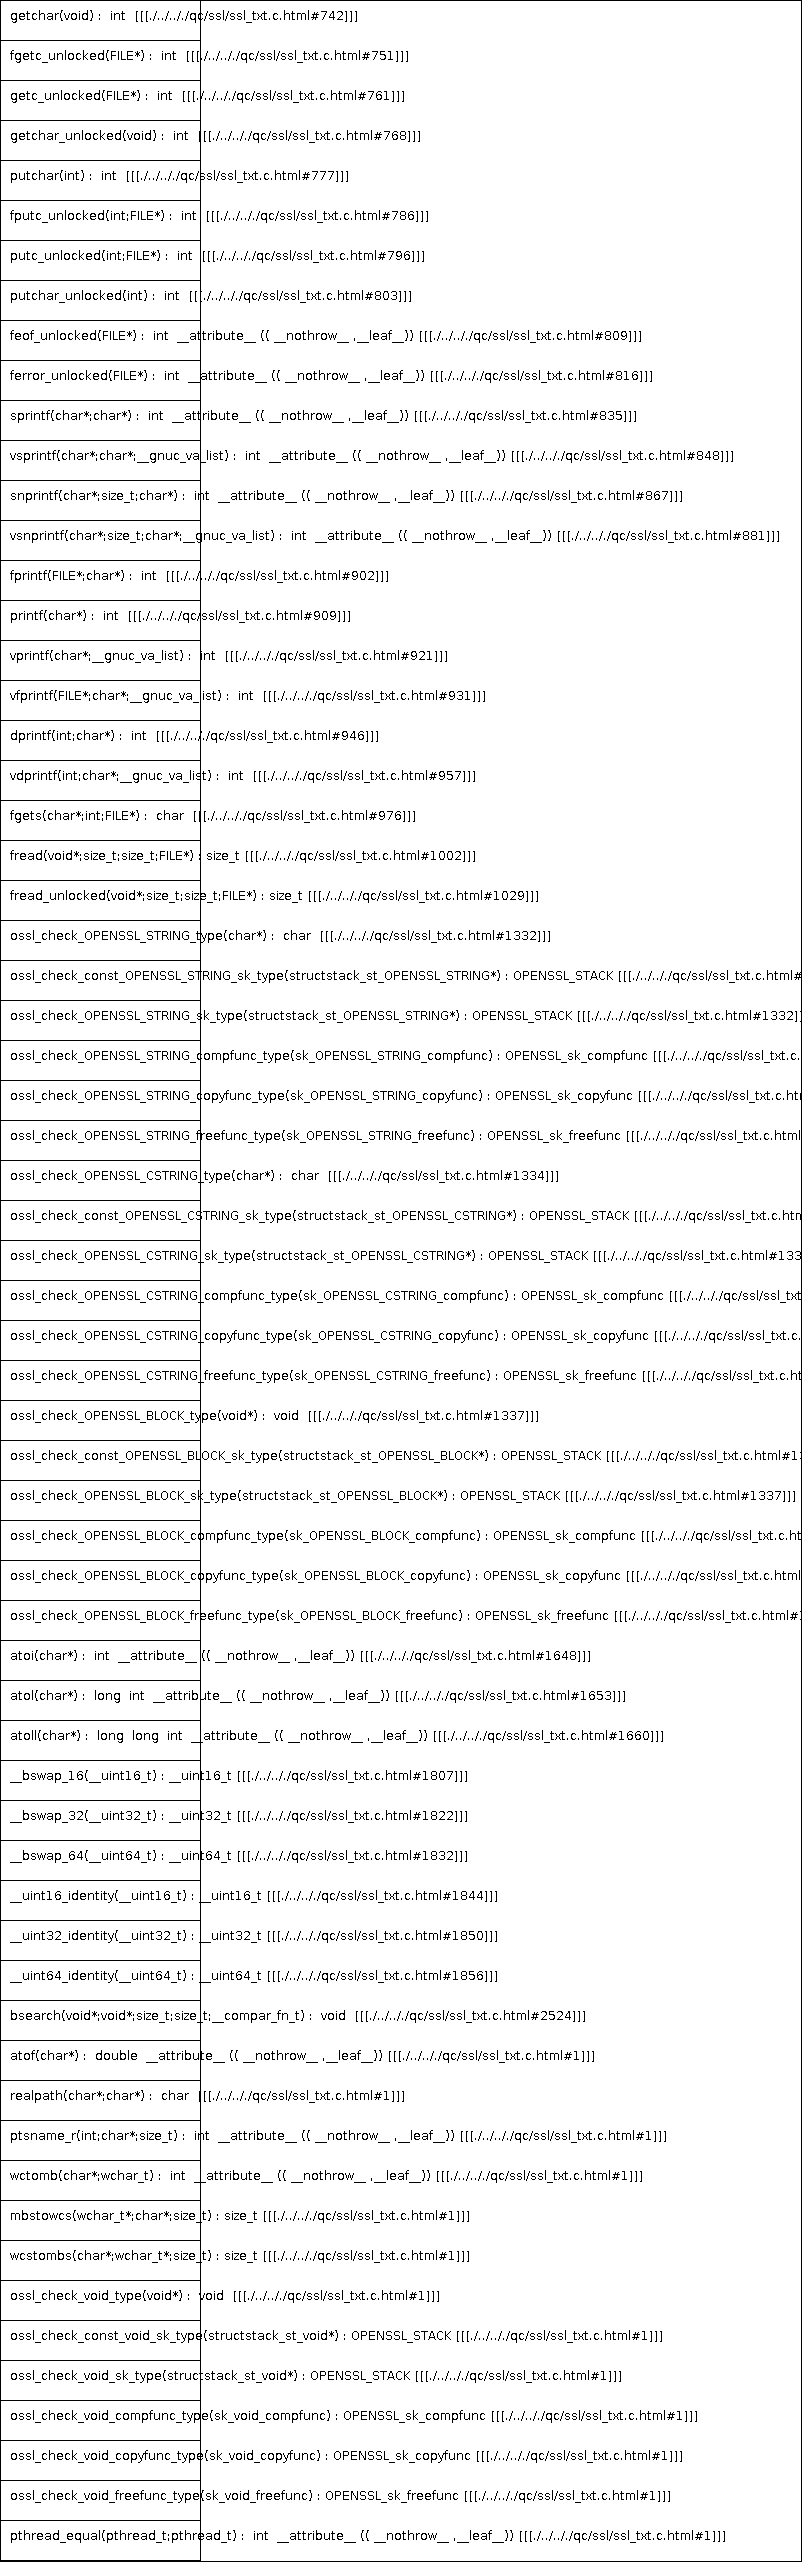 getchar(void) :  int  [[[./../../.​/qc/ssl/ssl_txt.c.html#742]]]
fgetc_unlocked(FILE*) :  int  [[[./../.././qc/ssl/ssl_txt.c.html#751]]]
getc_unlocked(FILE*) :  int  [[[./../.././qc/ssl/ssl_txt.c.html#761]]]
getchar_unlocked(void) :  int  [[[./../.././qc/ssl/ssl_txt.c.html#768]]]
putchar(int) :  int  [[[./../.././qc/ssl/ssl_txt.c.html#777]]]
fputc_unlocked(int;FILE*) :  int  [[[./../.././qc/ssl/ssl_txt.c.html#786]]]
putc_unlocked(int;FILE*) :  int  [[[./../.././qc/ssl/ssl_txt.c.html#796]]]
putchar_unlocked(int) :  int  [[[./../.././qc/ssl/ssl_txt.c.html#803]]]
feof_unlocked(FILE*) :  int  __attribute__ (( __nothrow__ ,__leaf__)) [[[./../.././qc/ssl/ssl_txt.c.html#809]]]
ferror_unlocked(FILE*) :  int  __attribute__ (( __nothrow__ ,__leaf__)) [[[./../.././qc/ssl/ssl_txt.c.html#816]]]
sprintf(char*;char*) :  int  __attribute__ (( __nothrow__ ,__leaf__)) [[[./../.././qc/ssl/ssl_txt.c.html#835]]]
vsprintf(char*;char*;__gnuc_va_list) :  int  __attribute__ (( __nothrow__ ,__leaf__)) [[[./../.././qc/ssl/ssl_txt.c.html#848]]]
snprintf(char*;size_t;char*) :  int  __attribute__ (( __nothrow__ ,__leaf__)) [[[./../.././qc/ssl/ssl_txt.c.html#867]]]
vsnprintf(char*;size_t;char*;__gnuc_va_list) :  int  __attribute__ (( __nothrow__ ,__leaf__)) [[[./../.././qc/ssl/ssl_txt.c.html#881]]]
fprintf(FILE*;char*) :  int  [[[./../.././qc/ssl/ssl_txt.c.html#902]]]
printf(char*) :  int  [[[./../.././qc/ssl/ssl_txt.c.html#909]]]
vprintf(char*;__gnuc_va_list) :  int  [[[./../.././qc/ssl/ssl_txt.c.html#921]]]
vfprintf(FILE*;char*;__gnuc_va_list) :  int  [[[./../.././qc/ssl/ssl_txt.c.html#931]]]
dprintf(int;char*) :  int  [[[./../.././qc/ssl/ssl_txt.c.html#946]]]
vdprintf(int;char*;__gnuc_va_list) :  int  [[[./../.././qc/ssl/ssl_txt.c.html#957]]]
fgets(char*;int;FILE*) :  char  [[[./../.././qc/ssl/ssl_txt.c.html#976]]]
fread(void*;size_t;size_t;FILE*) : size_t [[[./../.././qc/ssl/ssl_txt.c.html#1002]]]
fread_unlocked(void*;size_t;size_t;FILE*) : size_t [[[./../.././qc/ssl/ssl_txt.c.html#1029]]]
ossl_check_OPENSSL_STRING_type(char*) :  char  [[[./../.././qc/ssl/ssl_txt.c.html#1332]]]
ossl_check_const_OPENSSL_STRING_sk_type(structstack_st_OPENSSL_STRING*) : OPENSSL_STACK [[[./../.././qc/ssl/ssl_txt.c.html#
ossl_check_OPENSSL_STRING_sk_type(structstack_st_OPENSSL_STRING*) : OPENSSL_STACK [[[./../.././qc/ssl/ssl_txt.c.html#1332]]
ossl_check_OPENSSL_STRING_compfunc_type(sk_OPENSSL_STRING_compfunc) : OPENSSL_sk_compfunc [[[./../.././qc/ssl/ssl_txt.c.
ossl_check_OPENSSL_STRING_copyfunc_type(sk_OPENSSL_STRING_copyfunc) : OPENSSL_sk_copyfunc [[[./../.././qc/ssl/ssl_txt.c.ht
ossl_check_OPENSSL_STRING_freefunc_type(sk_OPENSSL_STRING_freefunc) : OPENSSL_sk_freefunc [[[./../.././qc/ssl/ssl_txt.c.html
ossl_check_OPENSSL_CSTRING_type(char*) :  char  [[[./../.././qc/ssl/ssl_txt.c.html#1334]]]
ossl_check_const_OPENSSL_CSTRING_sk_type(structstack_st_OPENSSL_CSTRING*) : OPENSSL_STACK [[[./../.././qc/ssl/ssl_txt.c.htm
ossl_check_OPENSSL_CSTRING_sk_type(structstack_st_OPENSSL_CSTRING*) : OPENSSL_STACK [[[./../.././qc/ssl/ssl_txt.c.html#133
ossl_check_OPENSSL_CSTRING_compfunc_type(sk_OPENSSL_CSTRING_compfunc) : OPENSSL_sk_compfunc [[[./../.././qc/ssl/ssl_txt
ossl_check_OPENSSL_CSTRING_copyfunc_type(sk_OPENSSL_CSTRING_copyfunc) : OPENSSL_sk_copyfunc [[[./../.././qc/ssl/ssl_txt.c.
ossl_check_OPENSSL_CSTRING_freefunc_type(sk_OPENSSL_CSTRING_freefunc) : OPENSSL_sk_freefunc [[[./../.././qc/ssl/ssl_txt.c.ht
ossl_check_OPENSSL_BLOCK_type(void*) :  void  [[[./../.././qc/ssl/ssl_txt.c.html#1337]]]
ossl_check_const_OPENSSL_BLOCK_sk_type(structstack_st_OPENSSL_BLOCK*) : OPENSSL_STACK [[[./../.././qc/ssl/ssl_txt.c.html#1
ossl_check_OPENSSL_BLOCK_sk_type(structstack_st_OPENSSL_BLOCK*) : OPENSSL_STACK [[[./../.././qc/ssl/ssl_txt.c.html#1337]]]
ossl_check_OPENSSL_BLOCK_compfunc_type(sk_OPENSSL_BLOCK_compfunc) : OPENSSL_sk_compfunc [[[./../.././qc/ssl/ssl_txt.c.ht
ossl_check_OPENSSL_BLOCK_copyfunc_type(sk_OPENSSL_BLOCK_copyfunc) : OPENSSL_sk_copyfunc [[[./../.././qc/ssl/ssl_txt.c.html
ossl_check_OPENSSL_BLOCK_freefunc_type(sk_OPENSSL_BLOCK_freefunc) : OPENSSL_sk_freefunc [[[./../.././qc/ssl/ssl_txt.c.html#
atoi(char*) :  int  __attribute__ (( __nothrow__ ,__leaf__)) [[[./../.././qc/ssl/ssl_txt.c.html#1648]]]
atol(char*) :  long  int  __attribute__ (( __nothrow__ ,__leaf__)) [[[./../.././qc/ssl/ssl_txt.c.html#1653]]]
atoll(char*) :  long  long  int  __attribute__ (( __nothrow__ ,__leaf__)) [[[./../.././qc/ssl/ssl_txt.c.html#1660]]]
__bswap_16(__uint16_t) : __uint16_t [[[./../.././qc/ssl/ssl_txt.c.html#1807]]]
__bswap_32(__uint32_t) : __uint32_t [[[./../.././qc/ssl/ssl_txt.c.html#1822]]]
__bswap_64(__uint64_t) : __uint64_t [[[./../.././qc/ssl/ssl_txt.c.html#1832]]]
__uint16_identity(__uint16_t) : __uint16_t [[[./../.././qc/ssl/ssl_txt.c.html#1844]]]
__uint32_identity(__uint32_t) : __uint32_t [[[./../.././qc/ssl/ssl_txt.c.html#1850]]]
__uint64_identity(__uint64_t) : __uint64_t [[[./../.././qc/ssl/ssl_txt.c.html#1856]]]
bsearch(void*;void*;size_t;size_t;__compar_fn_t) :  void  [[[./../.././qc/ssl/ssl_txt.c.html#2524]]]
atof(char*) :  double  __attribute__ (( __nothrow__ ,__leaf__)) [[[./../.././qc/ssl/ssl_txt.c.html#1]]]
realpath(char*;char*) :  char  [[[./../.././qc/ssl/ssl_txt.c.html#1]]]
ptsname_r(int;char*;size_t) :  int  __attribute__ (( __nothrow__ ,__leaf__)) [[[./../.././qc/ssl/ssl_txt.c.html#1]]]
wctomb(char*;wchar_t) :  int  __attribute__ (( __nothrow__ ,__leaf__)) [[[./../.././qc/ssl/ssl_txt.c.html#1]]]
mbstowcs(wchar_t*;char*;size_t) : size_t [[[./../.././qc/ssl/ssl_txt.c.html#1]]]
wcstombs(char*;wchar_t*;size_t) : size_t [[[./../.././qc/ssl/ssl_txt.c.html#1]]]
ossl_check_void_type(void*) :  void  [[[./../.././qc/ssl/ssl_txt.c.html#1]]]
ossl_check_const_void_sk_type(structstack_st_void*) : OPENSSL_STACK [[[./../.././qc/ssl/ssl_txt.c.html#1]]]
ossl_check_void_sk_type(structstack_st_void*) : OPENSSL_STACK [[[./../.././qc/ssl/ssl_txt.c.html#1]]]
ossl_check_void_compfunc_type(sk_void_compfunc) : OPENSSL_sk_compfunc [[[./../.././qc/ssl/ssl_txt.c.html#1]]]
ossl_check_void_copyfunc_type(sk_void_copyfunc) : OPENSSL_sk_copyfunc [[[./../.././qc/ssl/ssl_txt.c.html#1]]]
ossl_check_void_freefunc_type(sk_void_freefunc) : OPENSSL_sk_freefunc [[[./../.././qc/ssl/ssl_txt.c.html#1]]]
pthread_equal(pthread_t;pthread_t) :  int  __attribute__ (( __nothrow__ ,__leaf__)) [[[./../.././qc/ssl/ssl_txt.c.html#1]]]